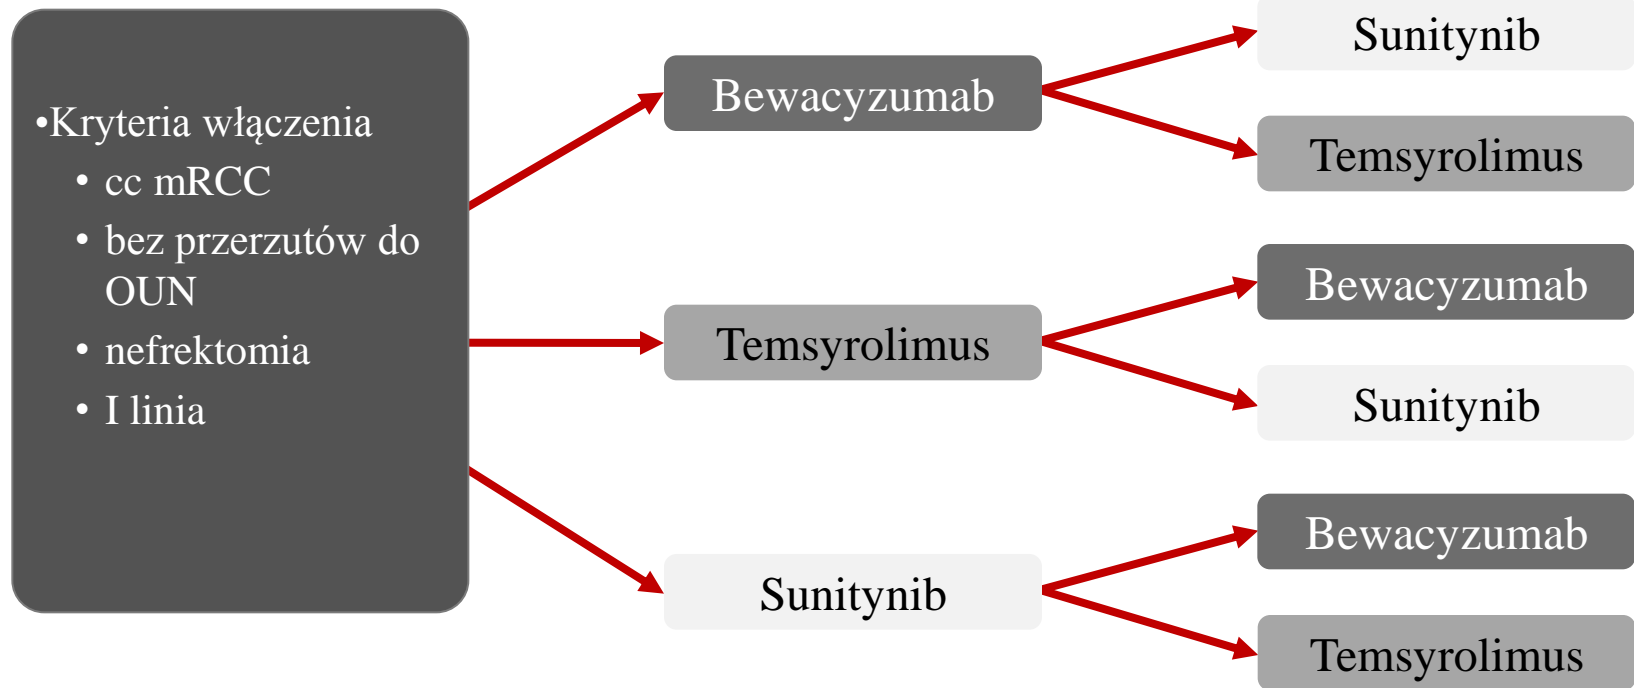 •Kryteria włączenia
• cc mRCC
• bez przerzutów do
OUN
• nefrektomia
• I linia
Bewacyzumab
Sunitynib
Temsyrolimus
Temsyrolimus
Bewacyzumab
Sunitynib
Sunitynib
Bewacyzumab
Temsyrolimus